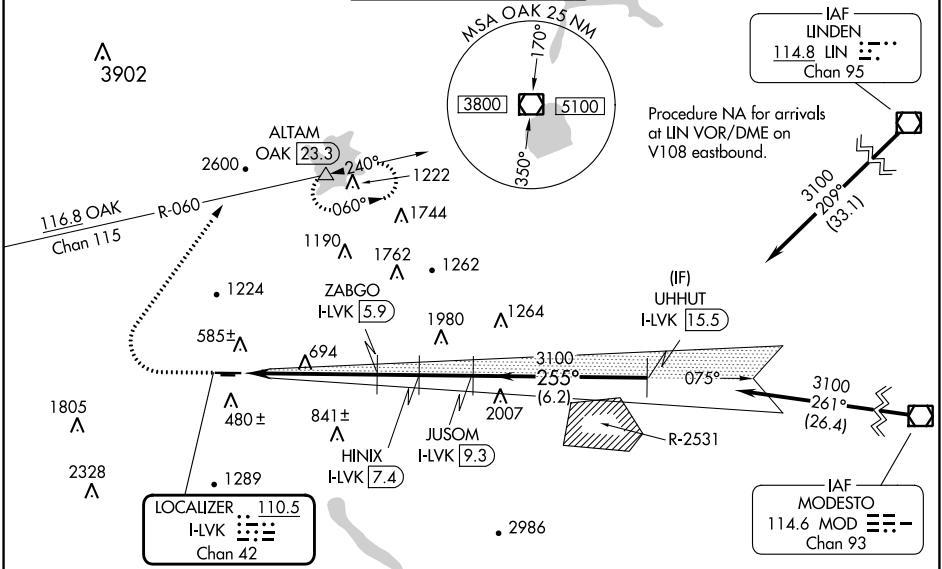 MSA OAK 25 NM
170°
3800
5100
350°
IAF
LINDEN
114.8 LIN
Chan 95
Procedure NA for arrivals
at LIN VOR/DME on
V108 eastbound.
3100
209°
(33.1)
3902
ALTAM
OAK 23.3
2600
240°
1222
060°
116.8 OAK
R-060
Chan 115
1744
1190
1762
1262
1224
ZABGO
I-LVK 5.9
(IF)
UHHUT
I-LVK 15.5
1980
1264
585±
694
3100
255°
(6.2)
075°
3100
261°
(26.4)
1805
480±
841±
2007
HINIX
I-LVK 7.4
JUSOM
I-LVK 9.3
R-2531
2328
1289
LOCALIZER 110.5
I-LVK
Chan 42
2986
IAF
MODESTO
114.6 MOD
Chan 93